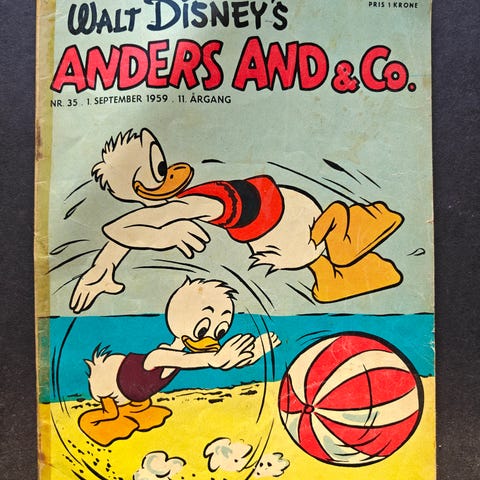 WALT DISNEY'S
PRIS 1 KRONE
ANDERS AND & Co.
NR. 35 . 1. SEPTEMBER 1959 . 11. ÅRGANG